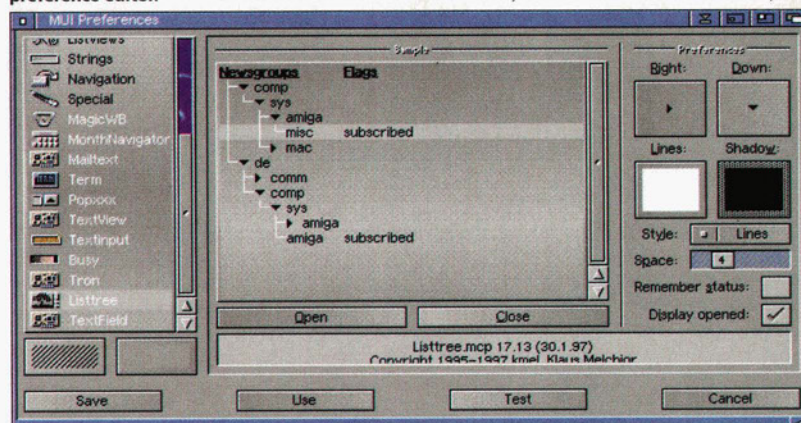 preference editor.
MUI Preferences
Listviews
Strings
Navigation
Special
MagicWB
MonthNavigator
Mailtext
Term
Popxxx
TextView
Textinput
Busy
Tron
Listtree
TextField
Sample
Newsgroups Flags
comp
sys
amiga
misc subscribed
mac
de
comm
comp
sys
amiga
amiga subscribed
Open Close
Listtree.mcp 17.13 (30.1.97)
Copyright 1995-1997 kmel, Klaus Melchior
Preferences
Right: Down:
Lines: Shadow:
Style: Lines
Space: 4
Remember status:
Display opened:
Save Use Test Cancel